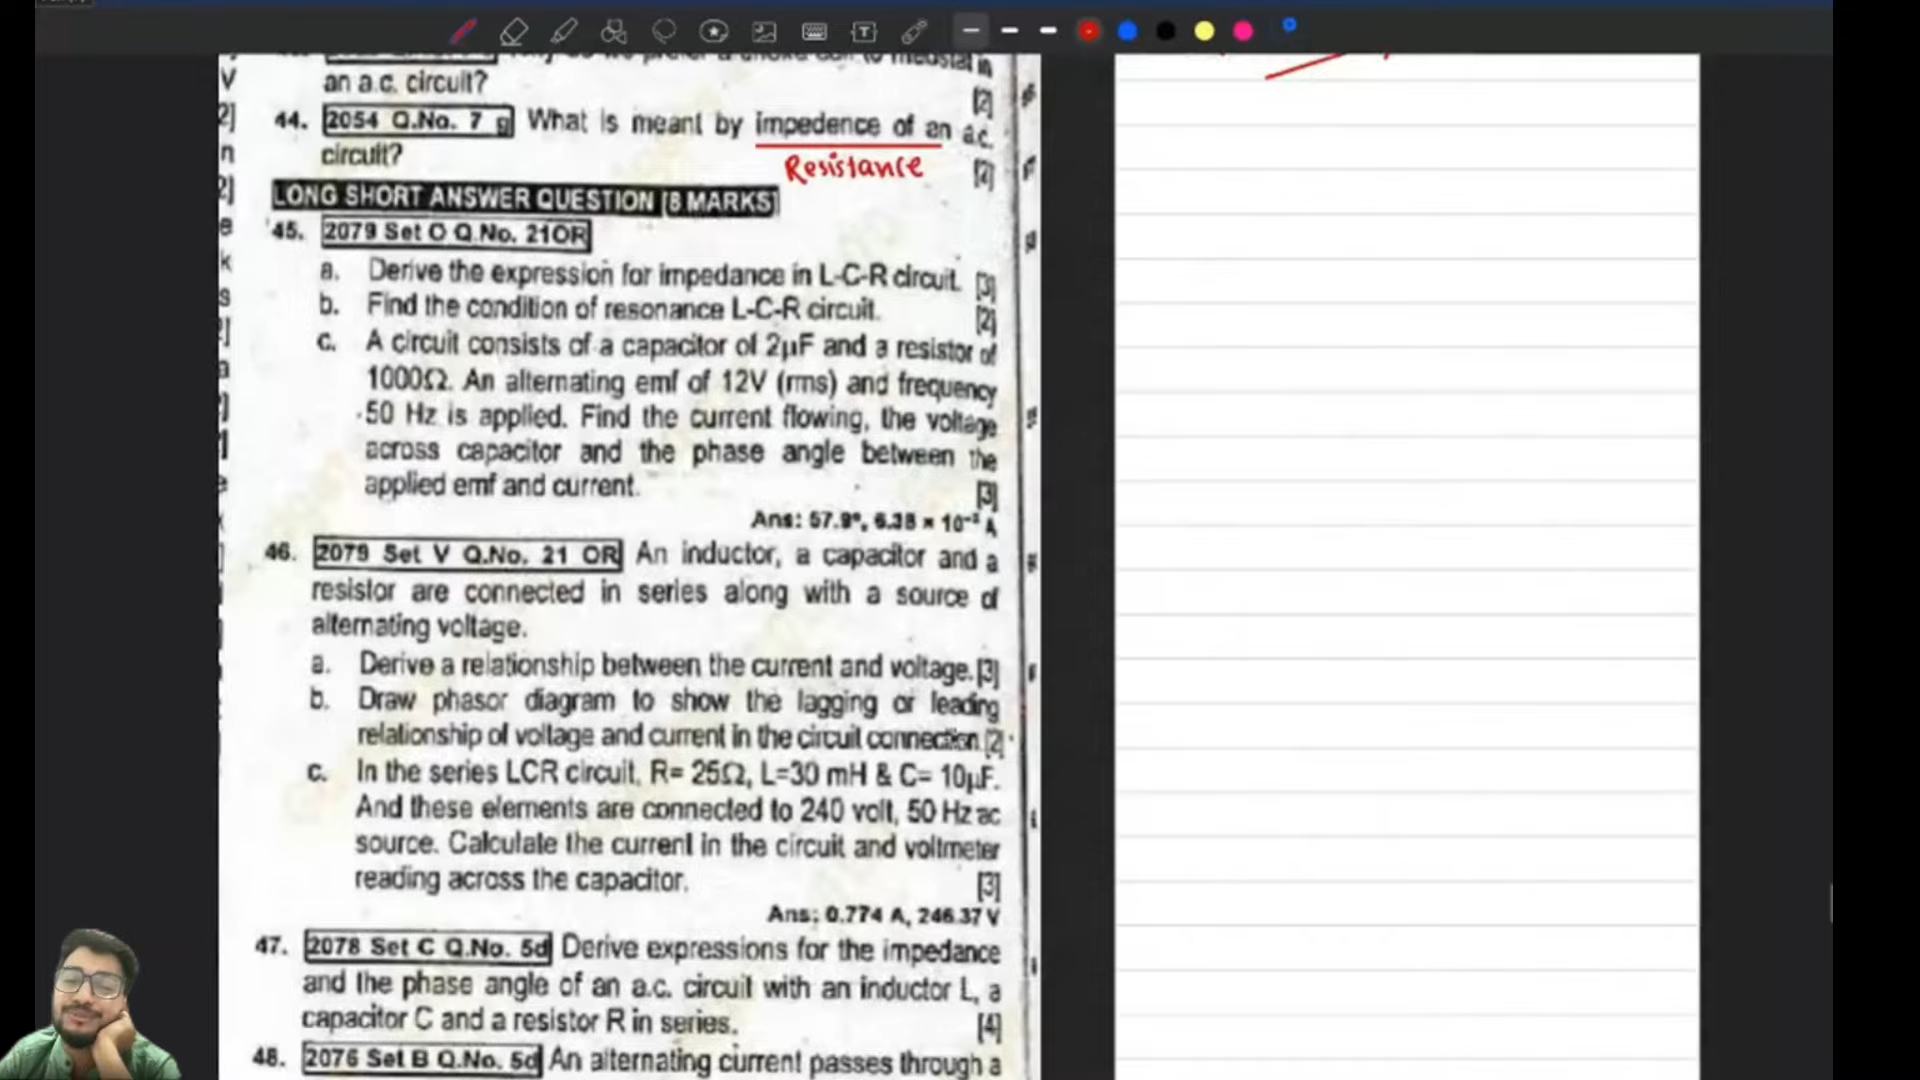 an a.c. circuit?
[2]
44. 2054 Q.No. 7 g What is meant by impedence of an a.c.
circuit?
Resistance
[2]
LONG SHORT ANSWER QUESTION [8 MARKS]
45. 2079 Set O Q.No. 21OR
a. Derive the expression for impedance in L-C-R circuit. [3]
b. Find the condition of resonance L-C-R circuit. [2]
c. A circuit consists of a capacitor of 2μF and a resistor of
1000Ω. An alternating emf of 12V (rms) and frequency
50 Hz is applied. Find the current flowing, the voltage
across capacitor and the phase angle between the
applied emf and current. [3]
Ans: 57.9°, 6.38 × 10⁻³ A
46. 2079 Set V Q.No. 21 OR An inductor, a capacitor and a
resistor are connected in series along with a source of
alternating voltage.
a. Derive a relationship between the current and voltage. [3]
b. Draw phasor diagram to show the lagging or leading
relationship of voltage and current in the circuit connection. [2]
c. In the series LCR circuit, R= 25Ω, L=30 mH & C= 10μF.
And these elements are connected to 240 volt, 50 Hz ac
source. Calculate the current in the circuit and voltmeter
reading across the capacitor. [3]
Ans: 0.774 A, 246.37 V
47. 2078 Set C Q.No. 5d Derive expressions for the impedance
and the phase angle of an a.c. circuit with an inductor L, a
capacitor C and a resistor R in series. [4]
48. 2076 Set B Q.No. 5d An alternating current passes through a